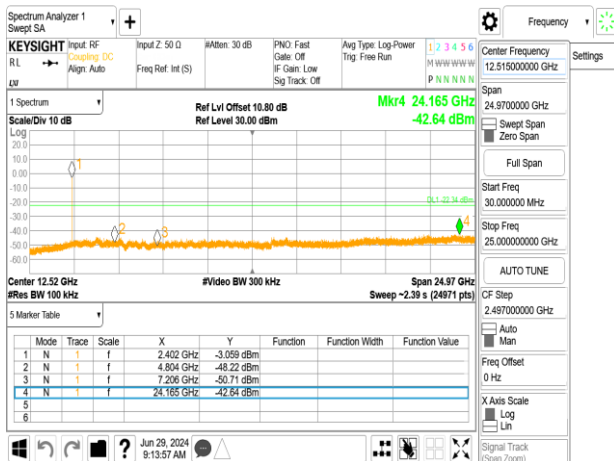 Spectrum Analyzer 1
Swept SA
Frequency
KEYSIGHT Input: RF Input Z: 50 Ω #Atten: 30 dB PNO: Fast Avg Type: Log-Power 1 2 3 4 5 6
RL Coupling: DC Gate: Off Trig: Free Run M W W W W W
Align: Auto Freq Ref: Int (S) IF Gain: Low
Sig Track: Off P N N N N N
LXI
1 Spectrum
Scale/Div 10 dB
Ref Lvl Offset 10.80 dB
Ref Level 30.00 dBm
Mkr4 24.165 GHz
-42.64 dBm
Log
20.0
10.0
0.00
-10.0
-20.0
-30.0
-40.0
-50.0
-60.0
1
2
3
4
DL1 -22.14 dBm
Center 12.52 GHz #Video BW 300 kHz Span 24.97 GHz
#Res BW 100 kHz Sweep ~2.39 s (24971 pts)
5 Marker Table
Mode Trace Scale X Y Function Function Width Function Value
1 N 1 f 2.402 GHz -3.059 dBm
2 N 1 f 4.804 GHz -48.22 dBm
3 N 1 f 7.206 GHz -50.71 dBm
4 N 1 f 24.165 GHz -42.64 dBm
5
6
Jun 29, 2024
9:13:57 AM
?
Settings
Center Frequency
12.515000000 GHz
Span
24.9700000 GHz
Swept Span
Zero Span
Full Span
Start Freq
30.000000 MHz
Stop Freq
25.000000000 GHz
AUTO TUNE
CF Step
2.497000000 GHz
Auto
Man
Freq Offset
0 Hz
X Axis Scale
Log
Lin
Signal Track
(Span Zoom)